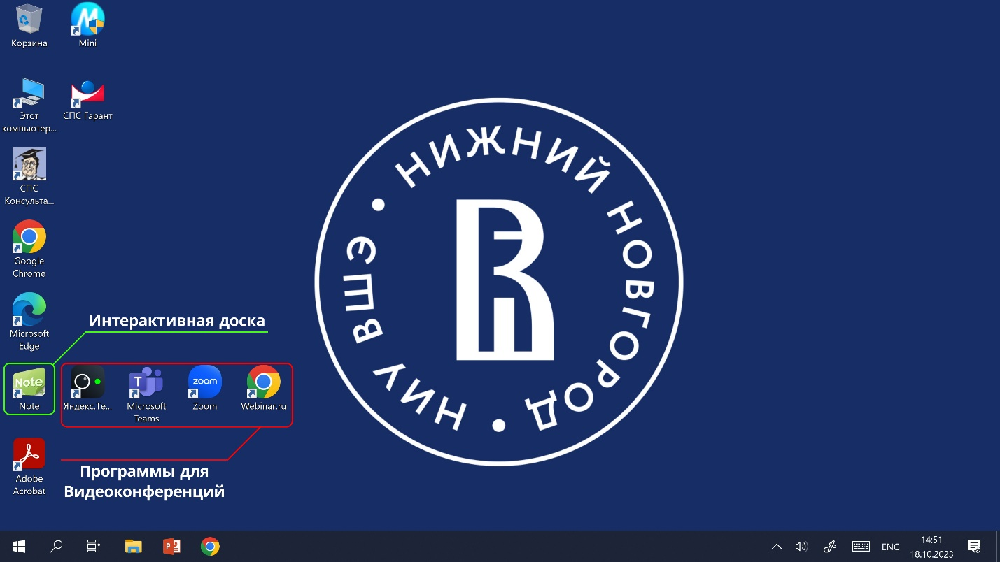 Корзина
Mini
Этот
компьютер...
СПС Гарант
СПС
Консульта...
Google
Chrome
Microsoft
Edge
Интерактивная доска
Note
Note
Яндекс.Те...
T
Microsoft
Teams
zoom
Zoom
Webinar.ru
Adobe
Acrobat
Программы для
Видеоконференций
НИУ ВШЭ • НИЖНИЙ НОВГОРОД •
P
ENG
14:51
18.10.2023